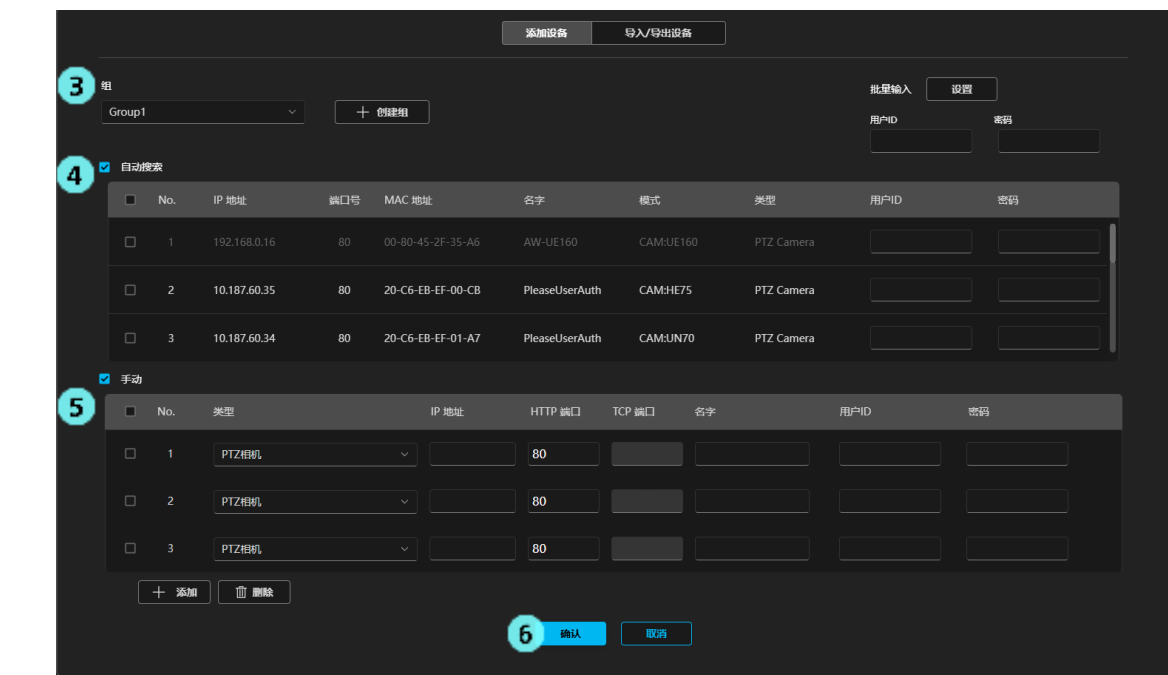 添加设备 导入/导出设备
3 组
批量输入 设置
Group1 创建组
用户ID 密码
4 自动搜索
No. IP 地址 端口号 MAC 地址 名字 模式 类型 用户ID 密码
1 192.168.0.16 80 00-80-45-2F-35-A6 AW-UE160 CAM:UE160 PTZ Camera
2 10.187.60.35 80 20-C6-EB-EF-00-CB PleaseUserAuth CAM:HE75 PTZ Camera
3 10.187.60.34 80 20-C6-EB-EF-01-A7 PleaseUserAuth CAM:UN70 PTZ Camera
手动
5 No. 类型 IP 地址 HTTP 端口 TCP 端口 名字 用户ID 密码
1 PTZ相机 80
2 PTZ相机 80
3 PTZ相机 80
添加 删除
6 确认 取消